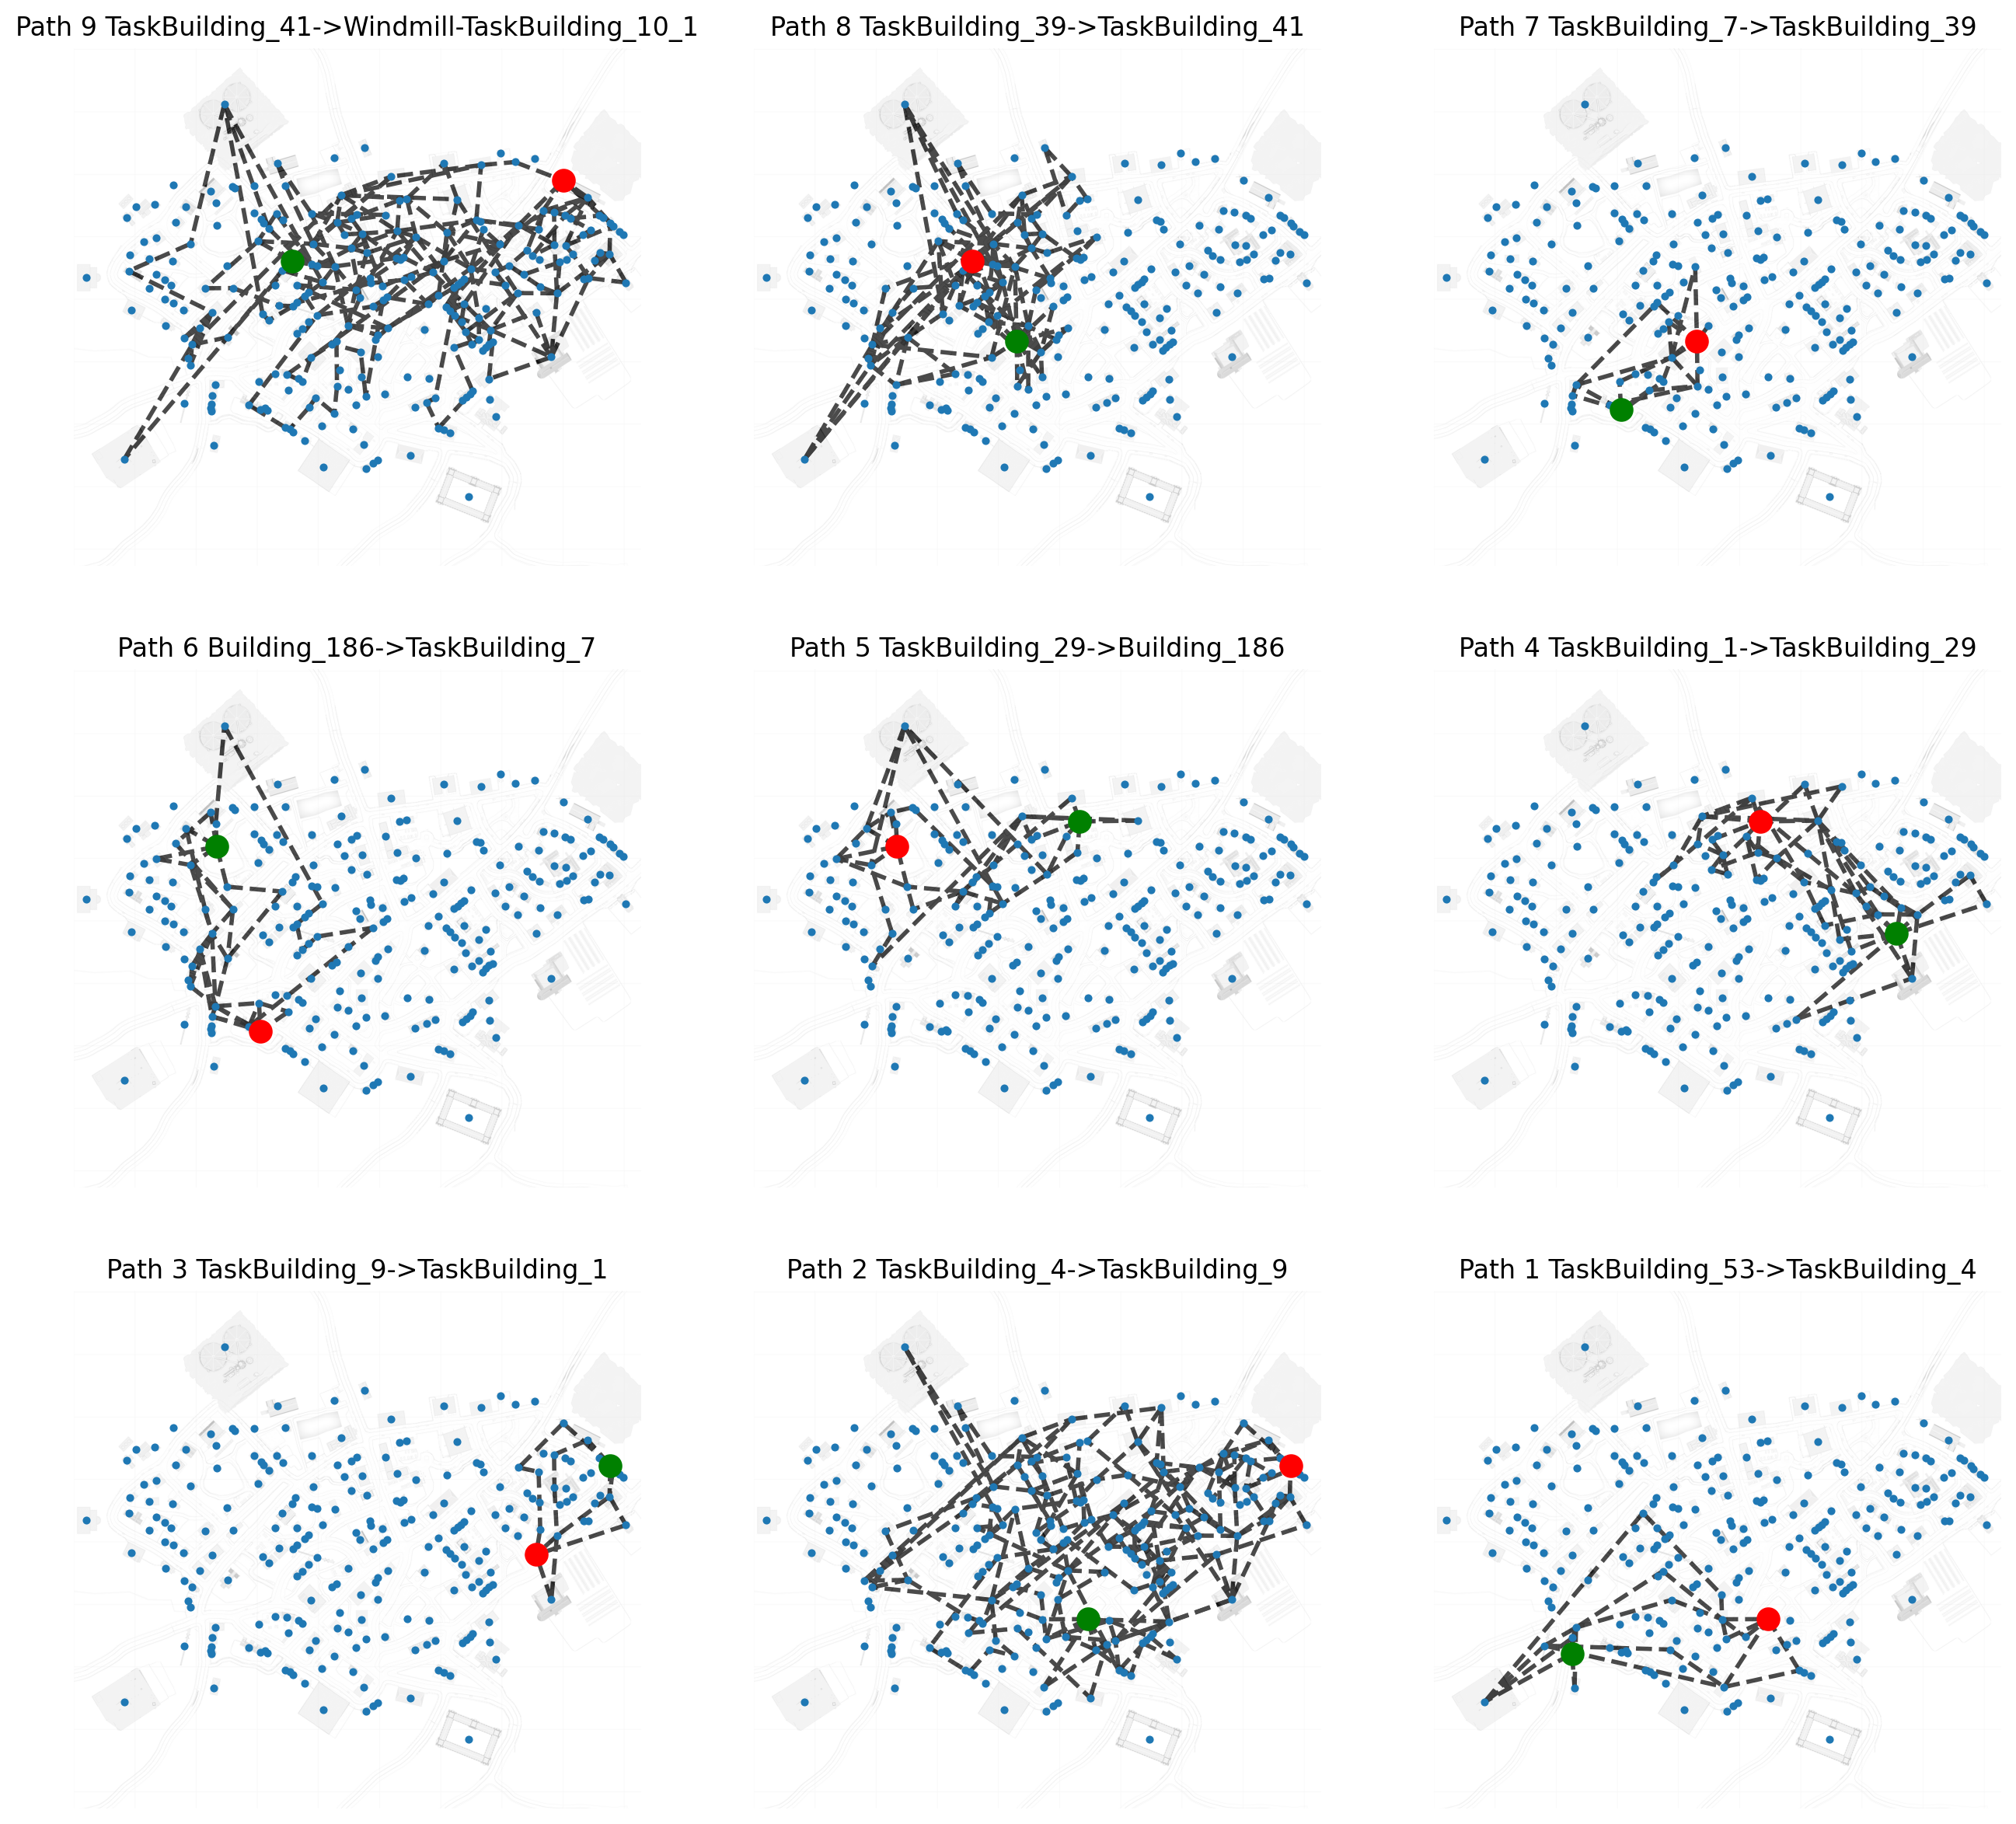 Path 9 TaskBuilding_41->Windmill-TaskBuilding_10_1
Path 8 TaskBuilding_39->TaskBuilding_41
Path 7 TaskBuilding_7->TaskBuilding_39
Path 6 Building_186->TaskBuilding_7
Path 5 TaskBuilding_29->Building_186
Path 4 TaskBuilding_1->TaskBuilding_29
Path 3 TaskBuilding_9->TaskBuilding_1
Path 2 TaskBuilding_4->TaskBuilding_9
Path 1 TaskBuilding_53->TaskBuilding_4